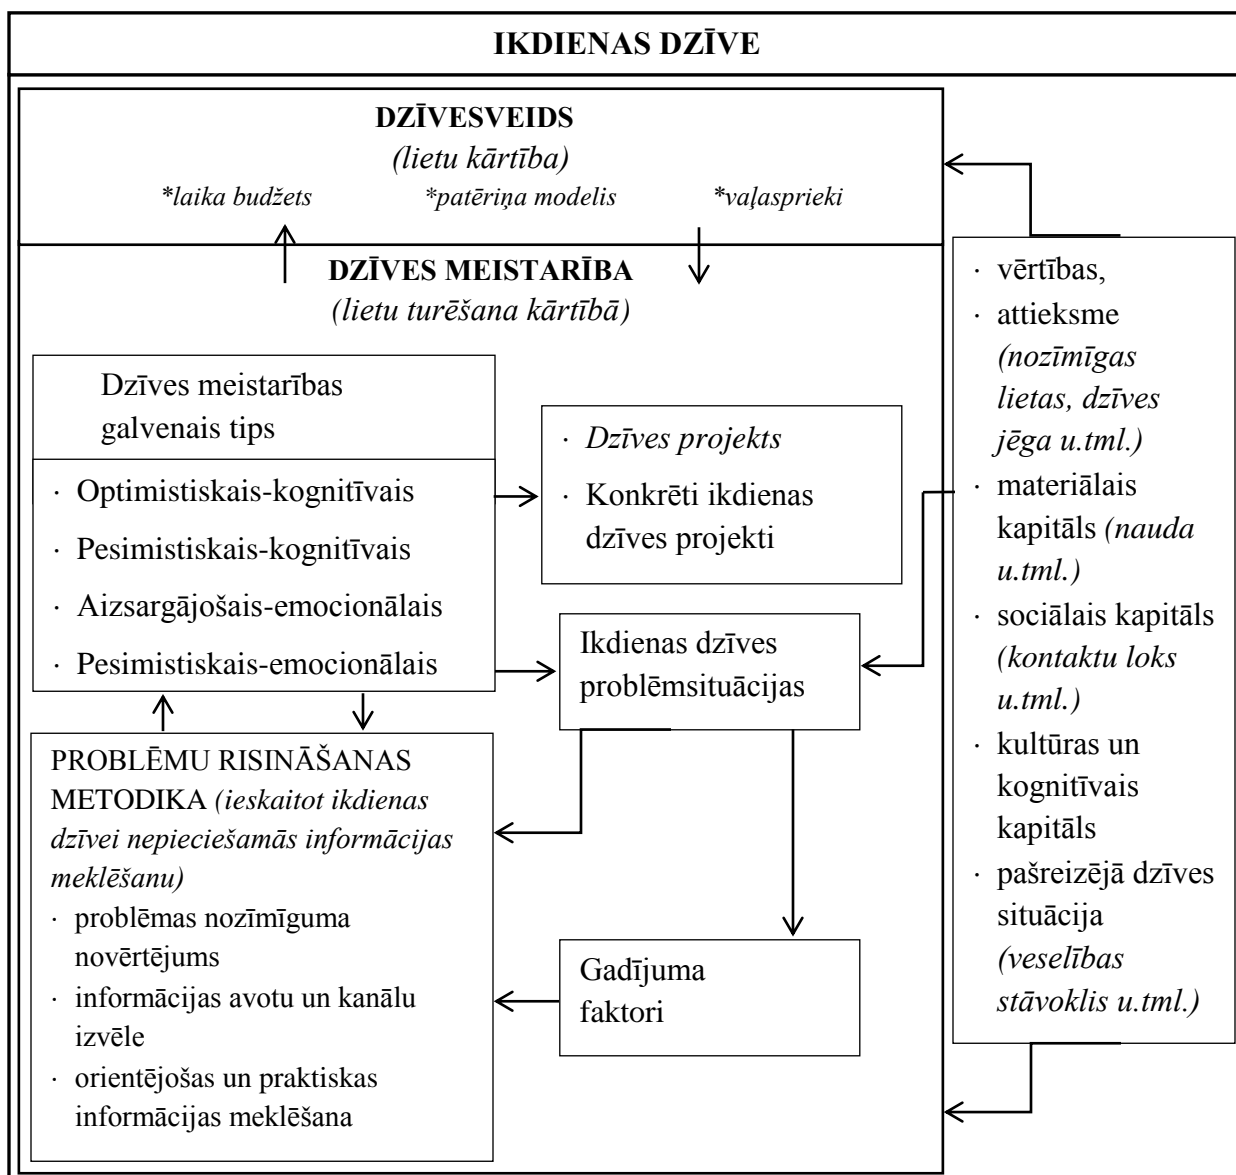 IKDIENAS DZĪVE
DZĪVESVEIDS
(lietu kārtība)
*laika budžets *patēriņa modelis *vaļasprieki
DZĪVES MEISTARĪBA
(lietu turēšana kārtībā)
Dzīves meistarības
galvenais tips
· Optimistiskais-kognitīvais
· Pesimistiskais-kognitīvais
· Aizsargājošais-emocionālais
· Pesimistiskais-emocionālais
· Dzīves projekts
· Konkrēti ikdienas
dzīves projekti
Ikdienas dzīves
problēmsituācijas
PROBLĒMU RISINĀŠANAS
METODIKA (ieskaitot ikdienas
dzīvei nepieciešamās informācijas
meklēšanu)
· problēmas nozīmīguma
novērtējums
· informācijas avotu un kanālu
izvēle
· orientējošas un praktiskas
informācijas meklēšana
Gadījuma
faktori
· vērtības,
· attieksme
(nozīmīgas
lietas, dzīves
jēga u.tml.)
· materiālais
kapitāls (nauda
u.tml.)
· sociālais kapitāls
(kontaktu loks
u.tml.)
· kultūras un
kognitīvais
kapitāls
· pašreizējā dzīves
situācija
(veselības
stāvoklis u.tml.)